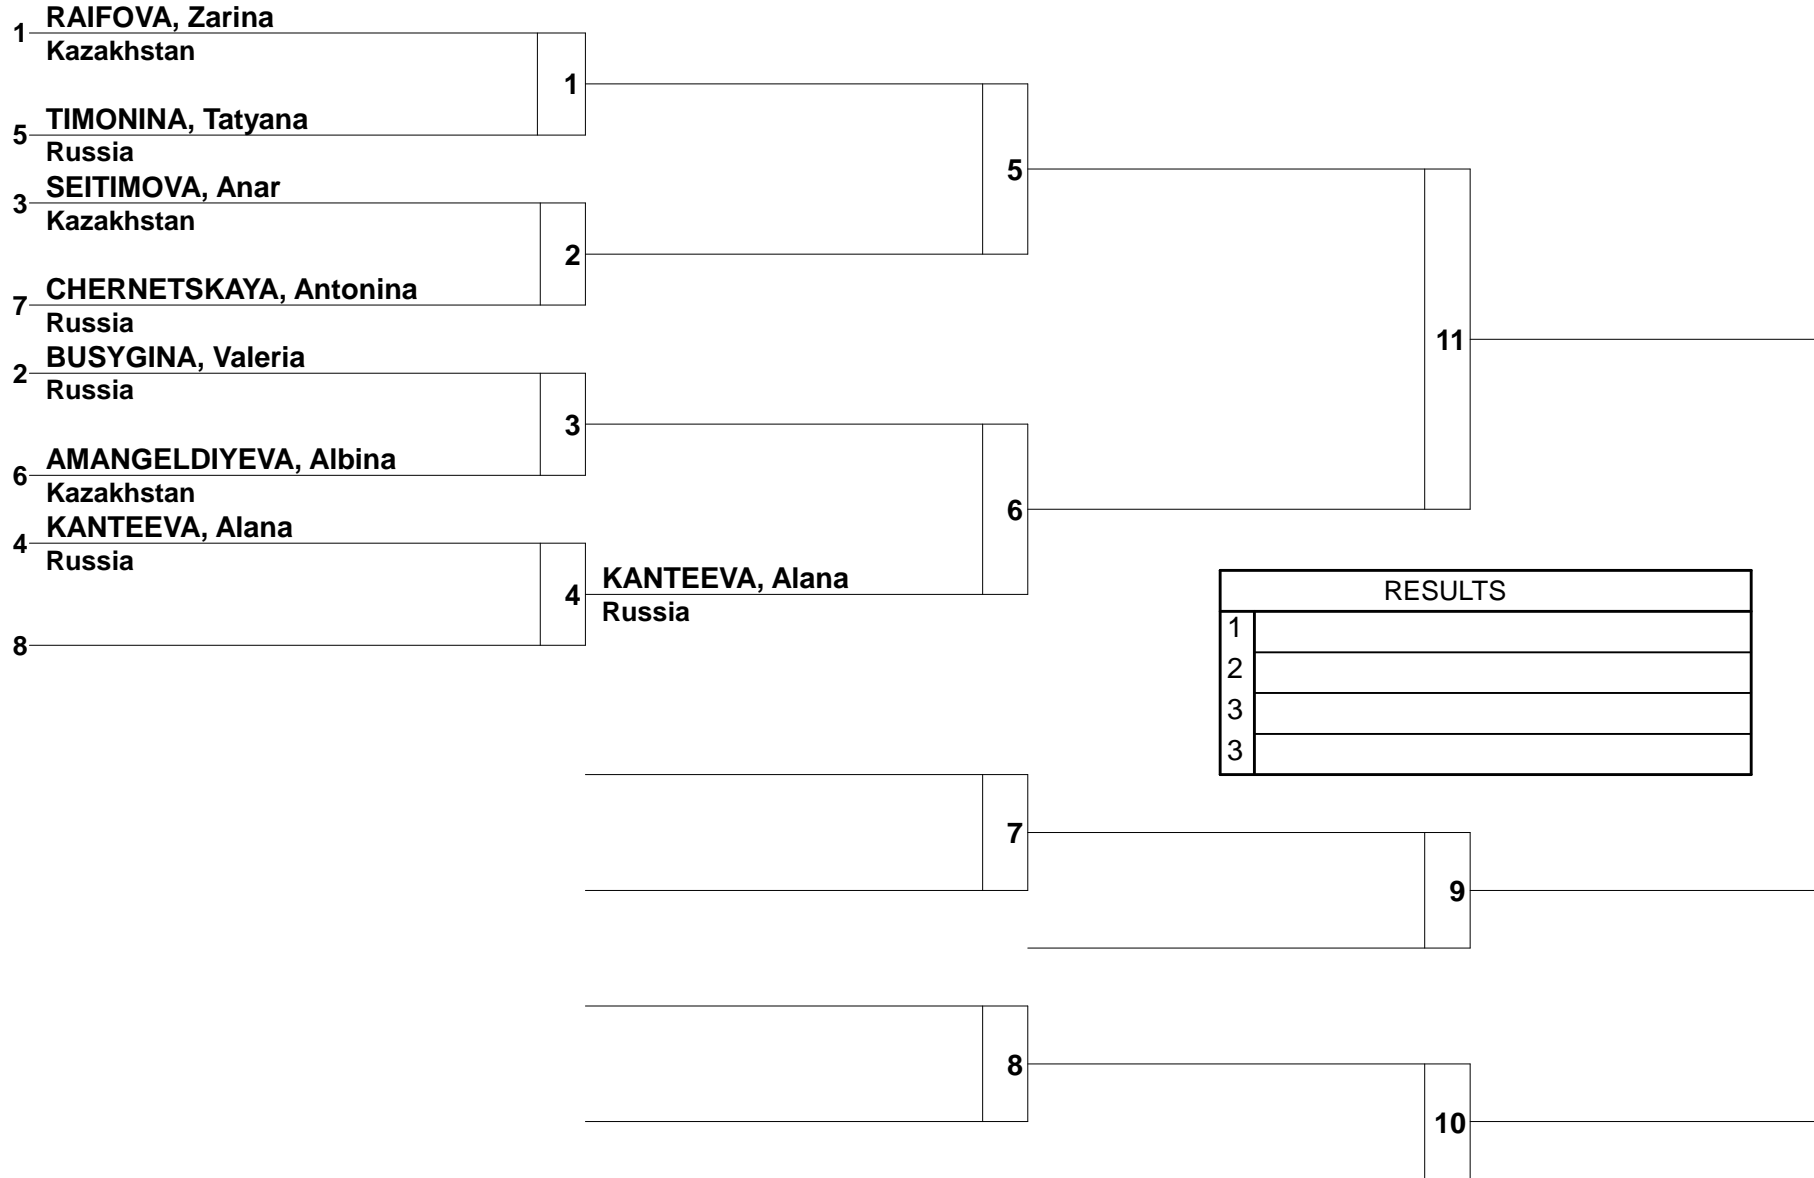 1 RAIFOVA, Zarina
Kazakhstan
1
5 TIMONINA, Tatyana
Russia
5
3 SEITIMOVA, Anar
Kazakhstan
2
7 CHERNETSKAYA, Antonina
Russia
11
2 BUSYGINA, Valeria
Russia
3
6 AMANGELDIYEVA, Albina
Kazakhstan
6
4 KANTEEVA, Alana
Russia
4 KANTEEVA, Alana
Russia
8
RESULTS
1
2
3
3
7
9
8
10